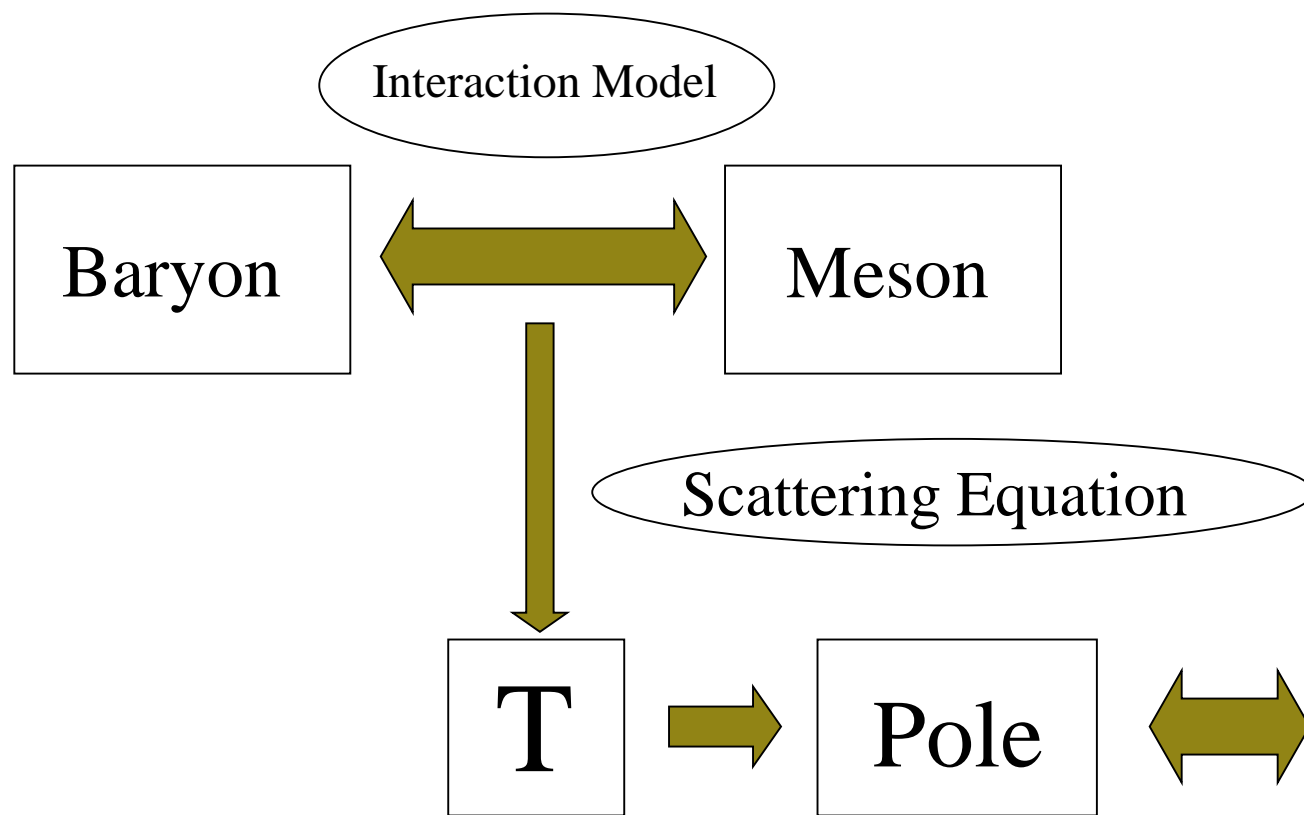 Interaction Model
Baryon
Meson
Scattering Equation
T
Pole